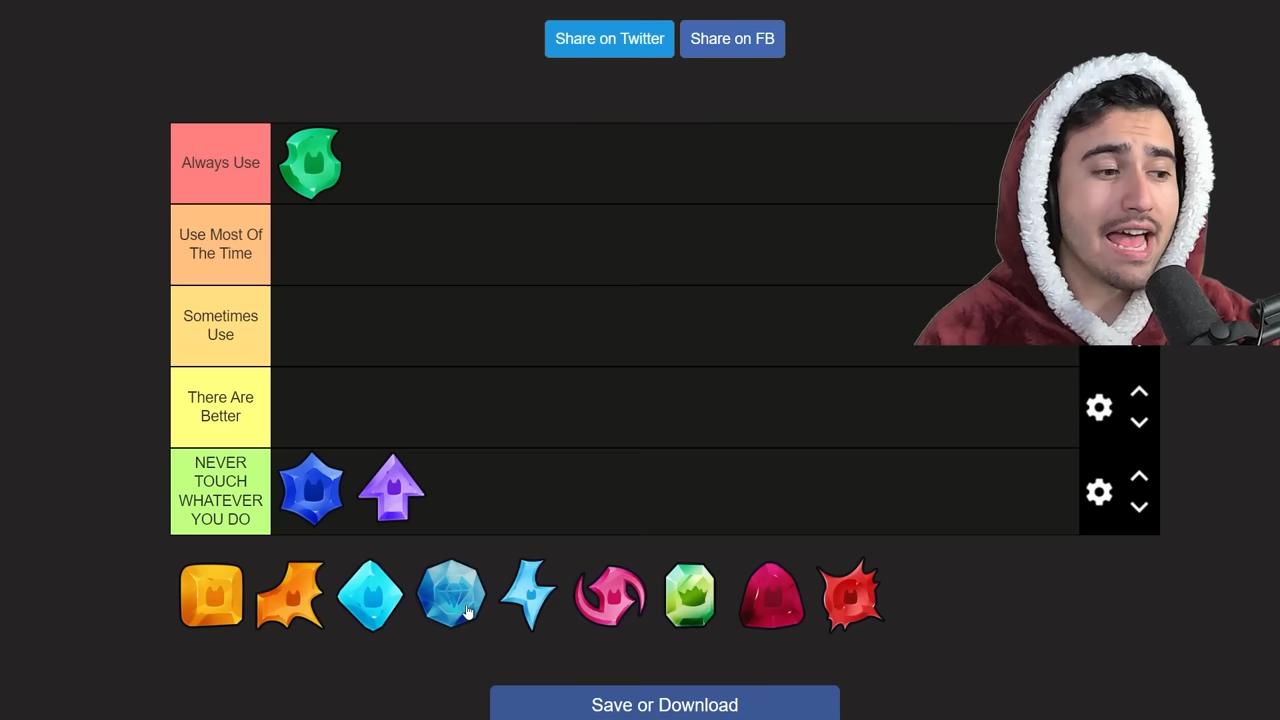 Share on Twitter
Share on FB
Always Use
Use Most Of
The Time
Sometimes
Use
There Are
Better
NEVER
TOUCH
WHATEVER
YOU DO
Save or Download